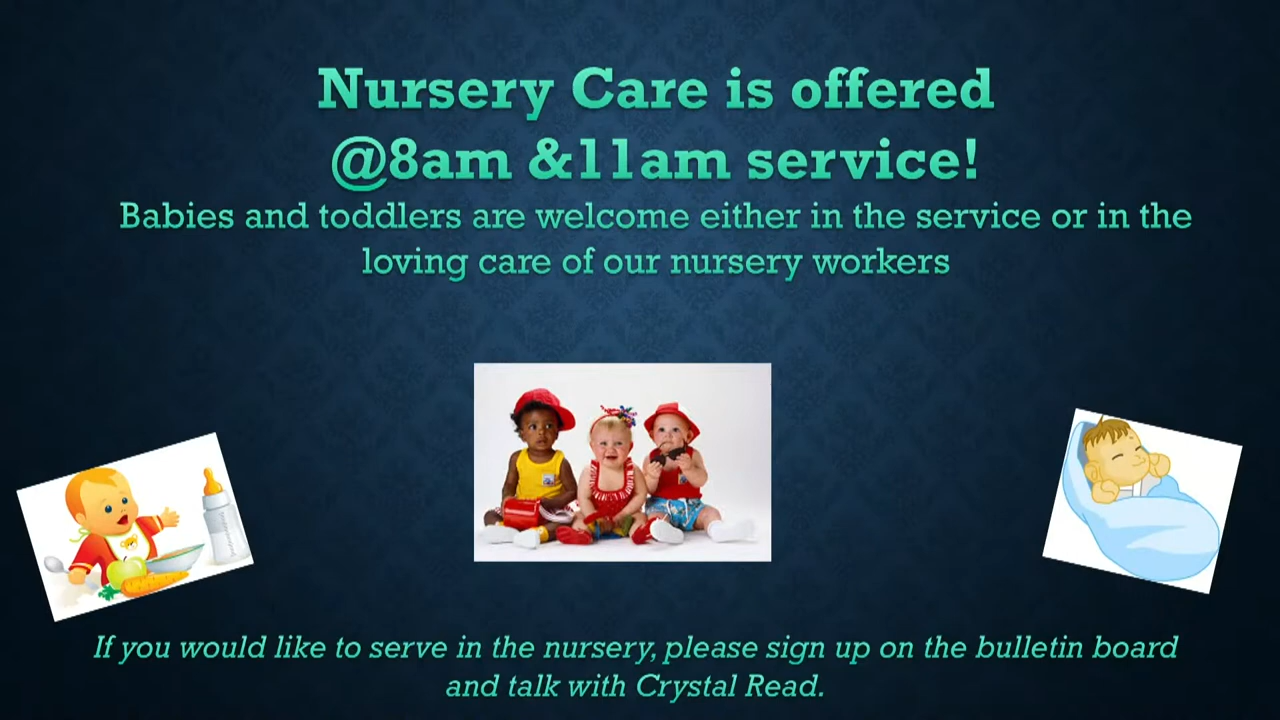 Nursery Care is offered
@8am &11am service!
Babies and toddlers are welcome either in the service or in the
loving care of our nursery workers
If you would like to serve in the nursery, please sign up on the bulletin board
and talk with Crystal Read.